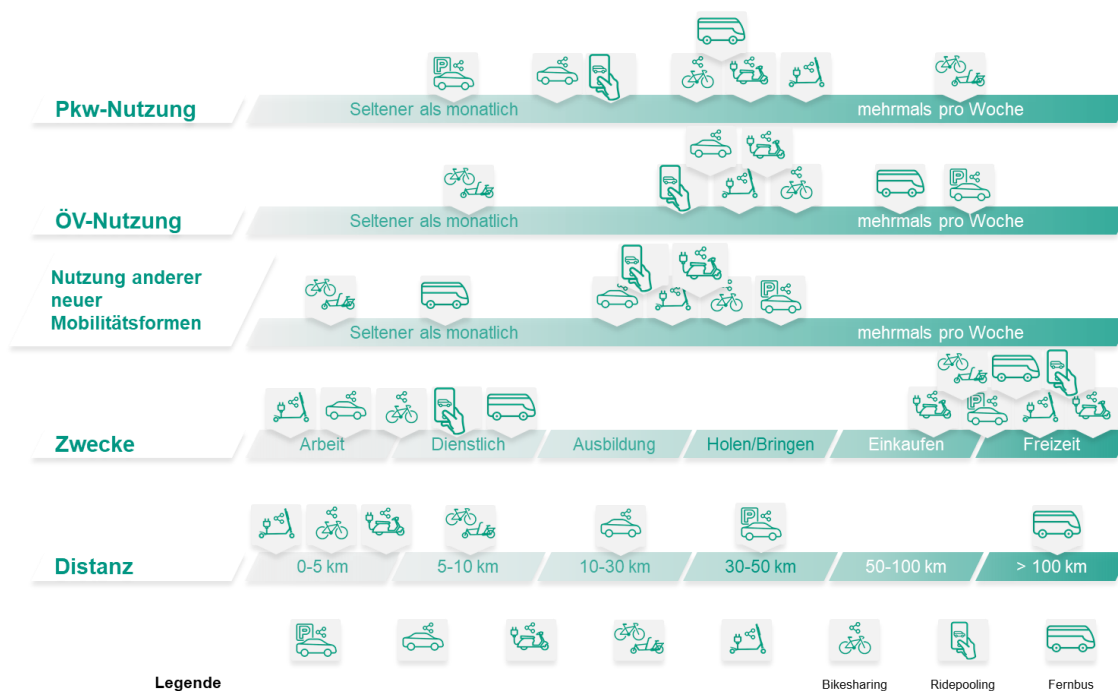 Pkw-Nutzung
Seltener als monatlich
mehrmals pro Woche
ÖV-Nutzung
Seltener als monatlich
mehrmals pro Woche
Nutzung anderer
neuer
Mobilitätsformen
Seltener als monatlich
mehrmals pro Woche
Zwecke
Arbeit
Dienstlich
Ausbildung
Holen/Bringen
Einkaufen
Freizeit
Distanz
0-5 km
5-10 km
10-30 km
30-50 km
50-100 km
> 100 km
Legende
Bikesharing
Ridepooling
Fernbus